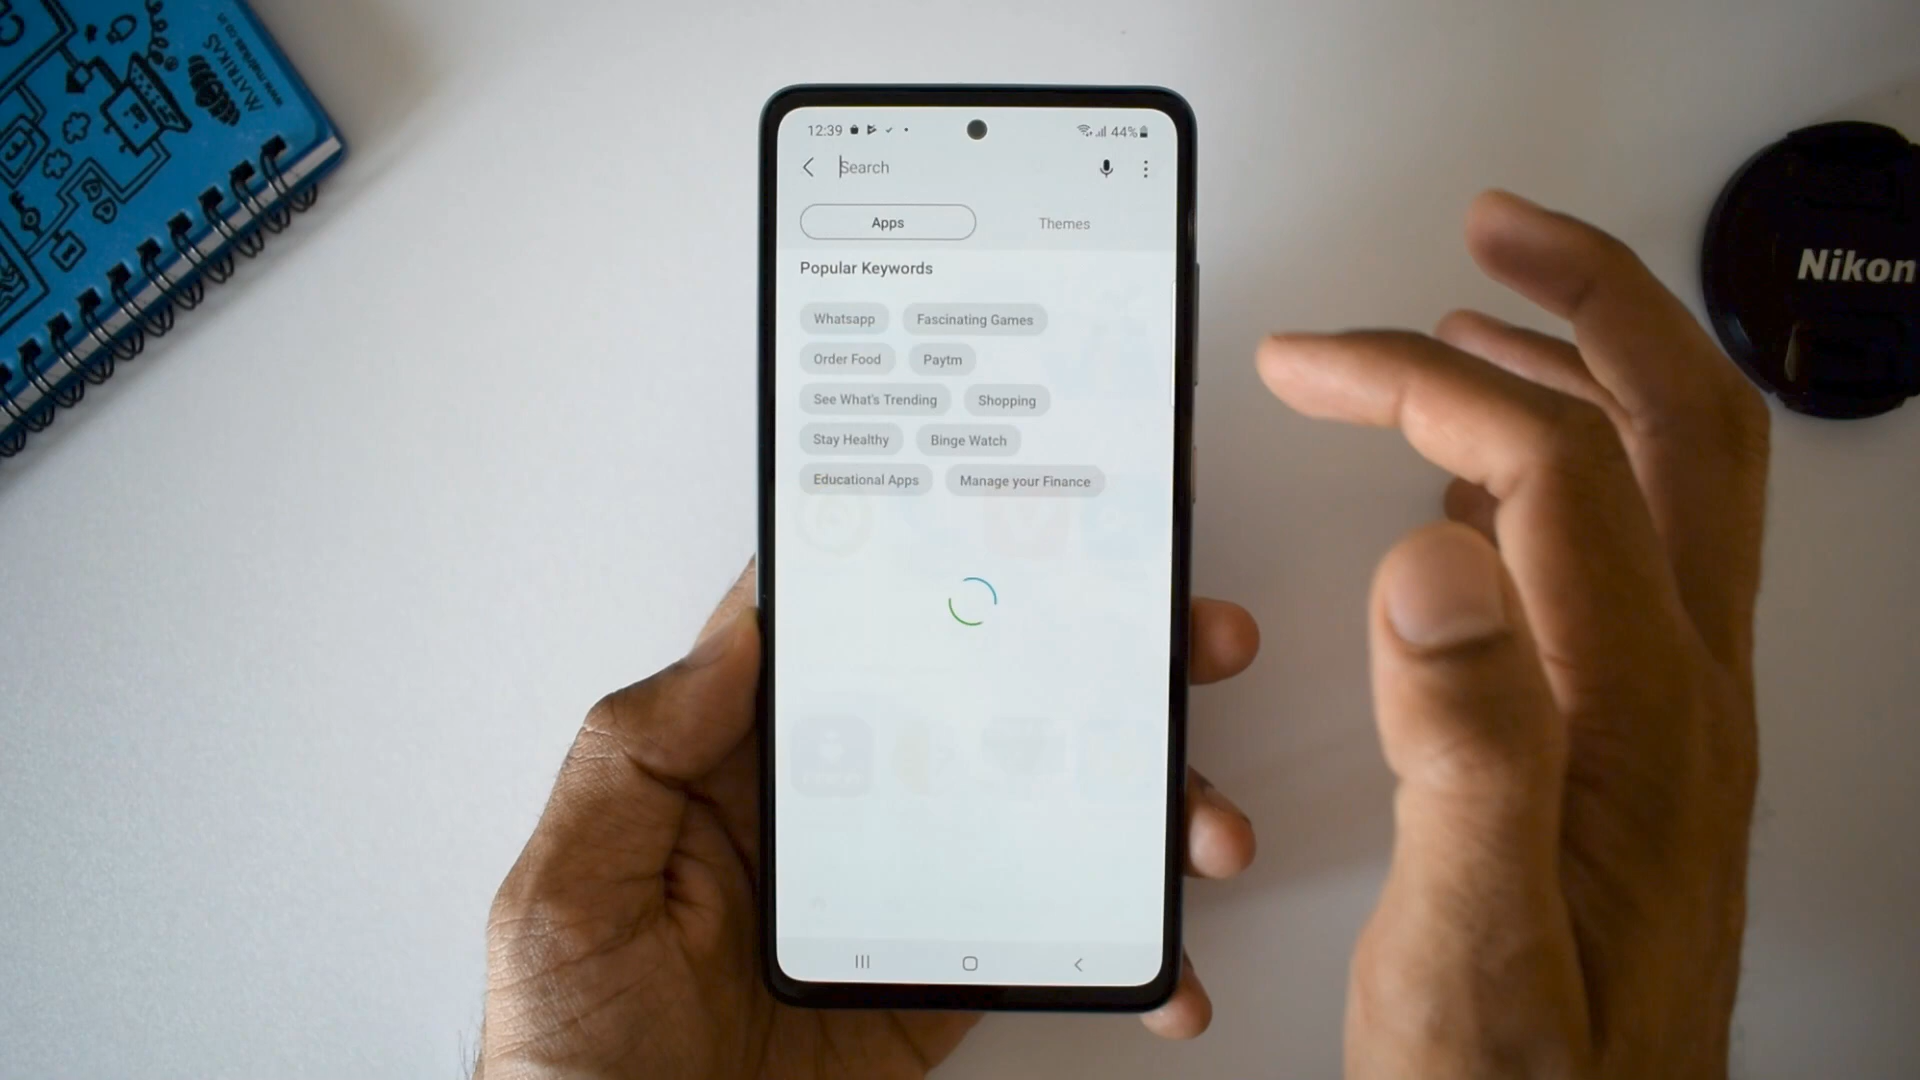 MATRIKAS
12:39
44%
Search
Apps
Themes
Popular Keywords
Whatsapp
Fascinating Games
Order Food
Paytm
See What's Trending
Shopping
Stay Healthy
Binge Watch
Educational Apps
Manage your Finance
Nikon